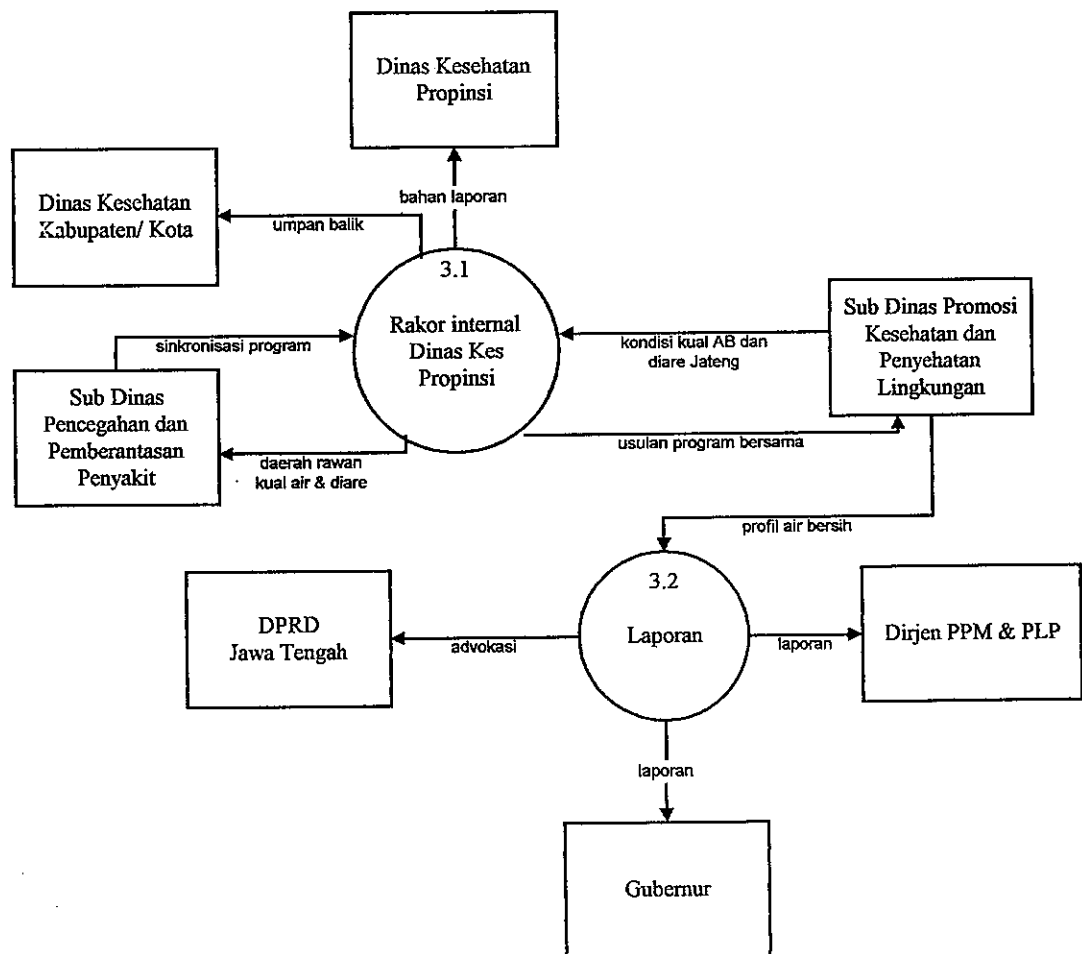 Dinas Kesehatan
Propinsi
Dinas Kesehatan
Kabupaten/ Kota
umpan balik
bahan laporan
3.1
Rakor internal
Dinas Kes
Propinsi
sinkronisasi program
kondisi kual AB dan
diare Jateng
Sub Dinas Promosi
Kesehatan dan
Penyehatan
Lingkungan
Sub Dinas
Pencegahan dan
Pemberantasan
Penyakit
daerah rawan
kual air & diare
usulan program bersama
profil air bersih
3.2
Laporan
DPRD
Jawa Tengah
advokasi
laporan
Dirjen PPM & PLP
laporan
Gubernur